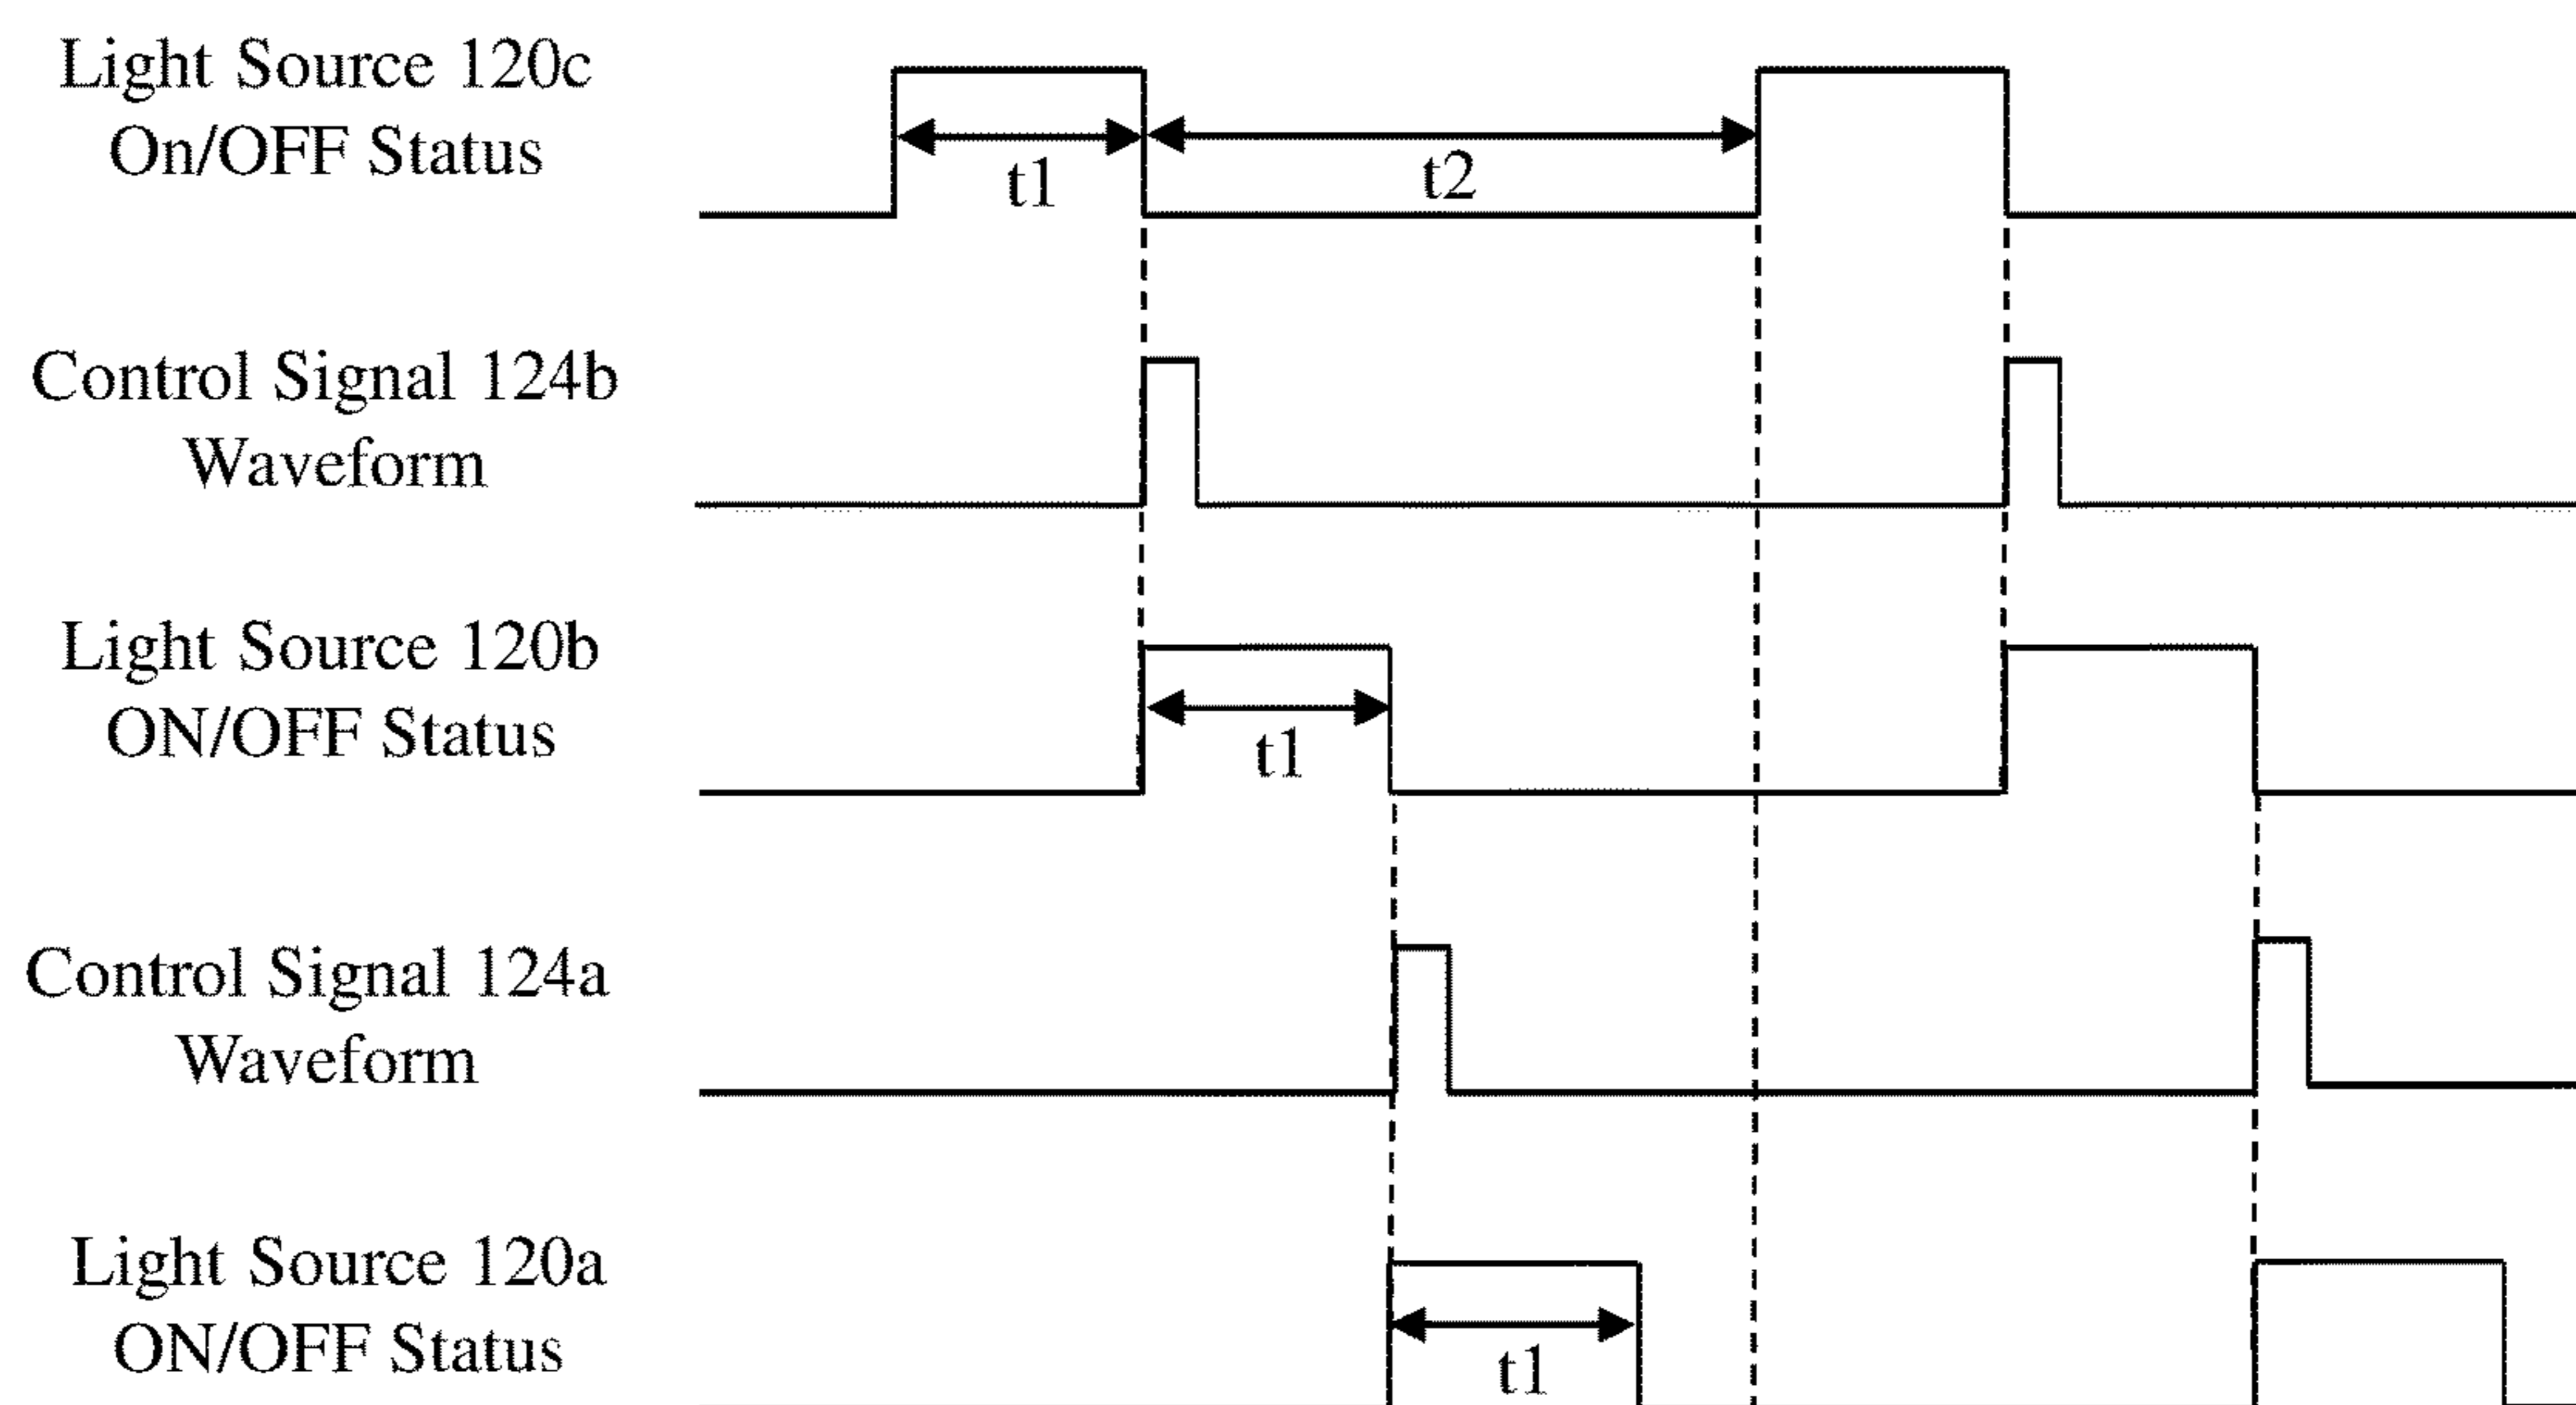 Light Source 120c
On/OFF Status
t1
t2
Control Signal 124b
Waveform
Light Source 120b
ON/OFF Status
t1
Control Signal 124a
Waveform
Light Source 120a
ON/OFF Status
t1